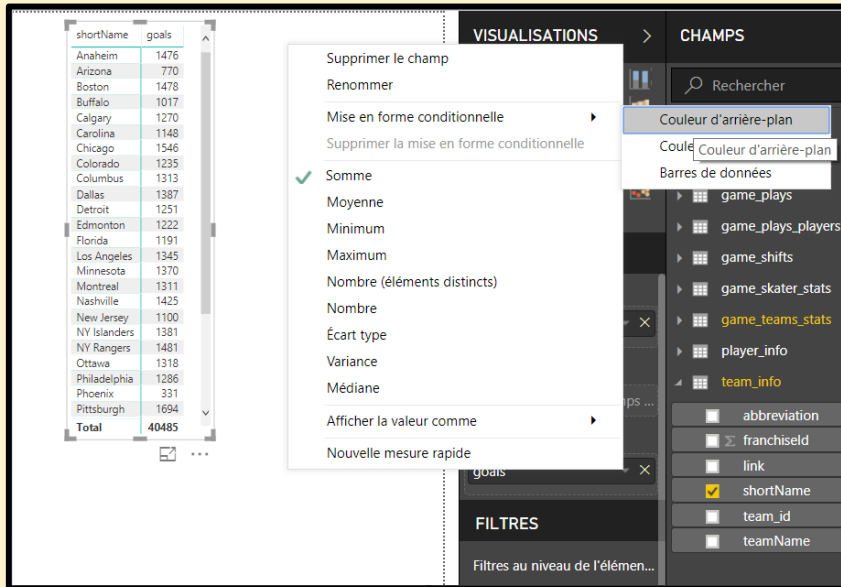 shortName goals
Anaheim 1476
Arizona 770
Boston 1478
Buffalo 1017
Calgary 1270
Carolina 1148
Chicago 1546
Colorado 1235
Columbus 1313
Dallas 1387
Detroit 1251
Edmonton 1222
Florida 1191
Los Angeles 1345
Minnesota 1370
Montreal 1311
Nashville 1425
New Jersey 1100
NY Islanders 1381
NY Rangers 1481
Ottawa 1318
Philadelphia 1286
Phoenix 331
Pittsburgh 1694
Total 40485
Supprimer le champ
Renommer
Mise en forme conditionnelle
Supprimer la mise en forme conditionnelle
Somme
Moyenne
Minimum
Maximum
Nombre (éléments distincts)
Nombre
Écart type
Variance
Médiane
Afficher la valeur comme
Nouvelle mesure rapide
Couleur d'arrière-plan
Couleur d'arrière-plan
Barres de données
VISUALISATIONS
goals
FILTRES
Filtres au niveau de l'élémen...
CHAMPS
Rechercher
game_plays
game_plays_players
game_shifts
game_skater_stats
game_teams_stats
player_info
team_info
abbreviation
franchiseId
link
shortName
team_id
teamName